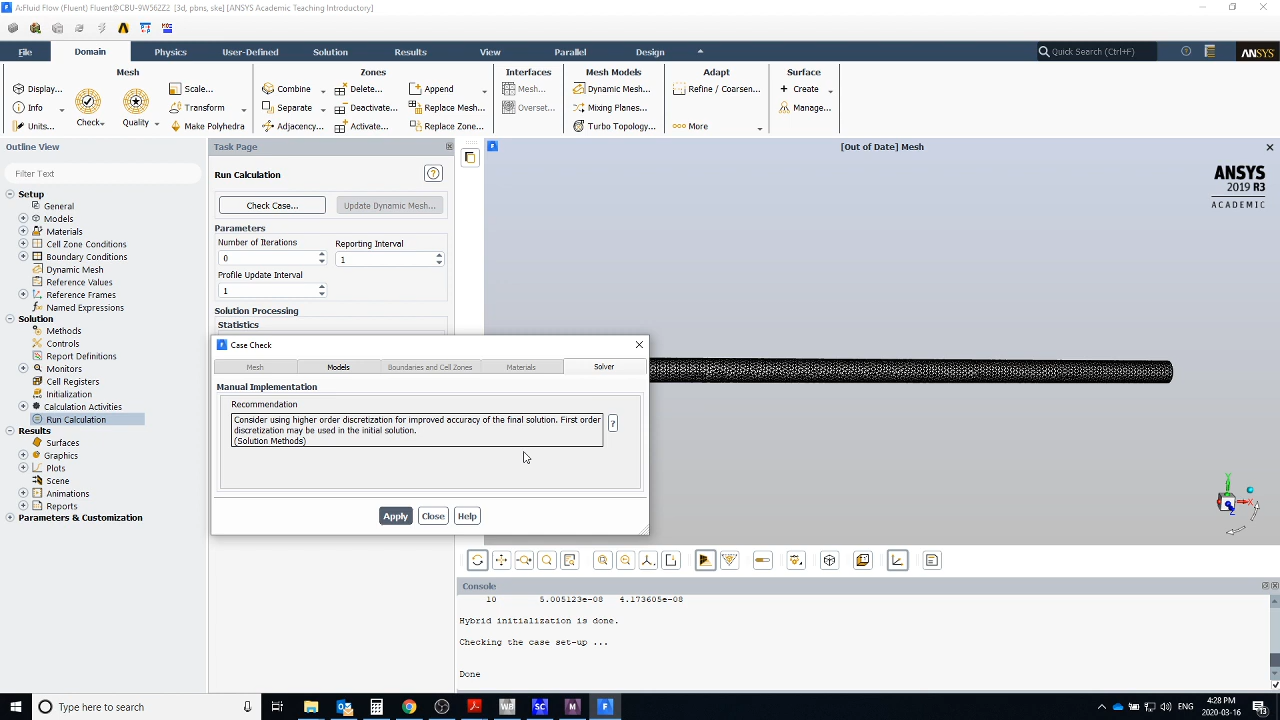 A:Fluid Flow (Fluent) Fluent@CBU-9WS6ZZ2 [3d, pbns, ske] [ANSYS Academic Teaching Introductory]
File Domain Physics User-Defined Solution Results View Parallel Design Quick Search (Ctrl+F) ANSYS
Mesh Zones Interfaces Mesh Models Adapt Surface
Display... Scale... Combine Delete... Append Mesh... Dynamic Mesh... Refine / Coarsen... Create
Info Check Quality Transform Separate Deactivate... Replace Mesh... Overset... Mixing Planes... Manage...
Units... Make Polyhedra Adjacency... Activate... Replace Zone... Turbo Topology... More
Outline View
Filter Text
Setup
General
Models
Materials
Cell Zone Conditions
Boundary Conditions
Dynamic Mesh
Reference Values
Reference Frames
Named Expressions
Solution
Methods
Controls
Report Definitions
Monitors
Cell Registers
Initialization
Calculation Activities
Run Calculation
Results
Surfaces
Graphics
Plots
Scene
Animations
Reports
Parameters & Customization
Task Page
Run Calculation
Check Case... Update Dynamic Mesh...
Parameters
Number of Iterations Reporting Interval
0 1
Profile Update Interval
1
Solution Processing
Statistics
Case Check
Mesh Models Boundaries and Cell Zones Materials Solver
Manual Implementation
Recommendation
Consider using higher order discretization for improved accuracy of the final solution. First order
discretization may be used in the initial solution.
(Solution Methods)
?
Apply Close Help
[Out of Date] Mesh
ANSYS
2019 R3
ACADEMIC
Y
X
Z
Console
10 5.005123e-08 4.173605e-08
Hybrid initialization is done.
Checking the case set-up ...
Done
Type here to search
ENG
4:28 PM
2020-03-16